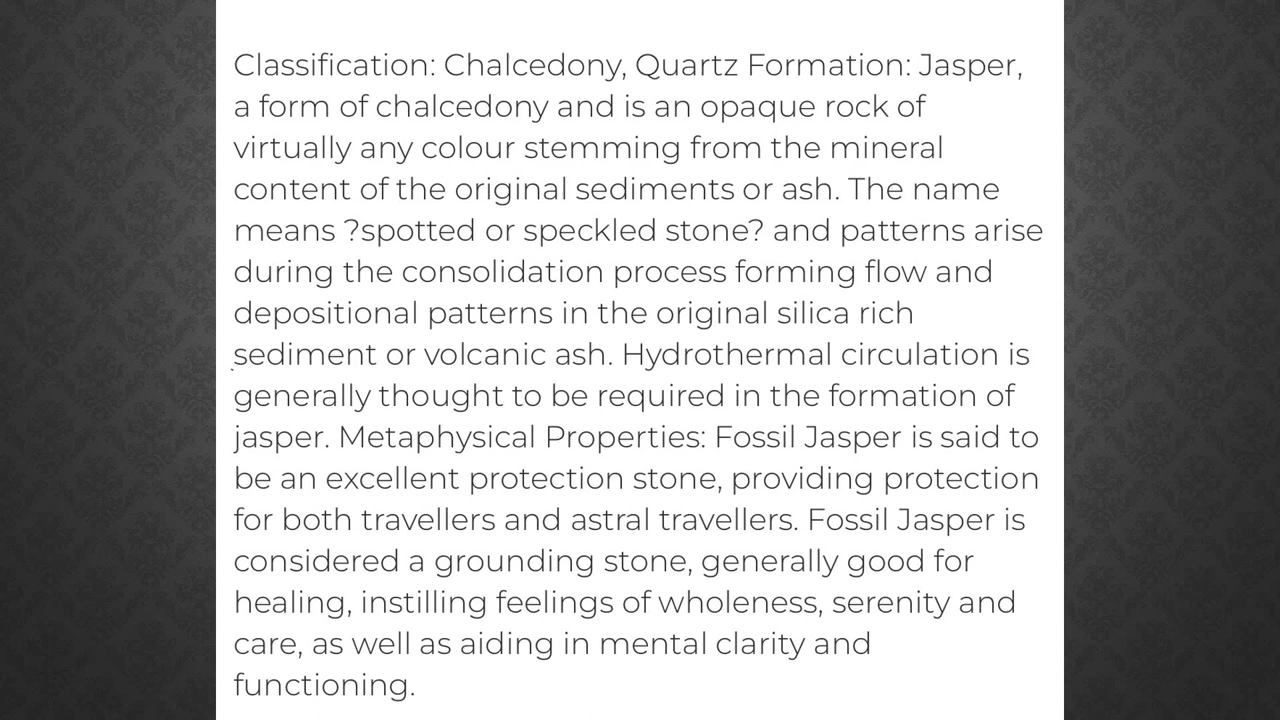 Classification: Chalcedony, Quartz Formation: Jasper,
a form of chalcedony and is an opaque rock of
virtually any colour stemming from the mineral
content of the original sediments or ash. The name
means ?spotted or speckled stone? and patterns arise
during the consolidation process forming flow and
depositional patterns in the original silica rich
sediment or volcanic ash. Hydrothermal circulation is
generally thought to be required in the formation of
jasper. Metaphysical Properties: Fossil Jasper is said to
be an excellent protection stone, providing protection
for both travellers and astral travellers. Fossil Jasper is
considered a grounding stone, generally good for
healing, instilling feelings of wholeness, serenity and
care, as well as aiding in mental clarity and
functioning.